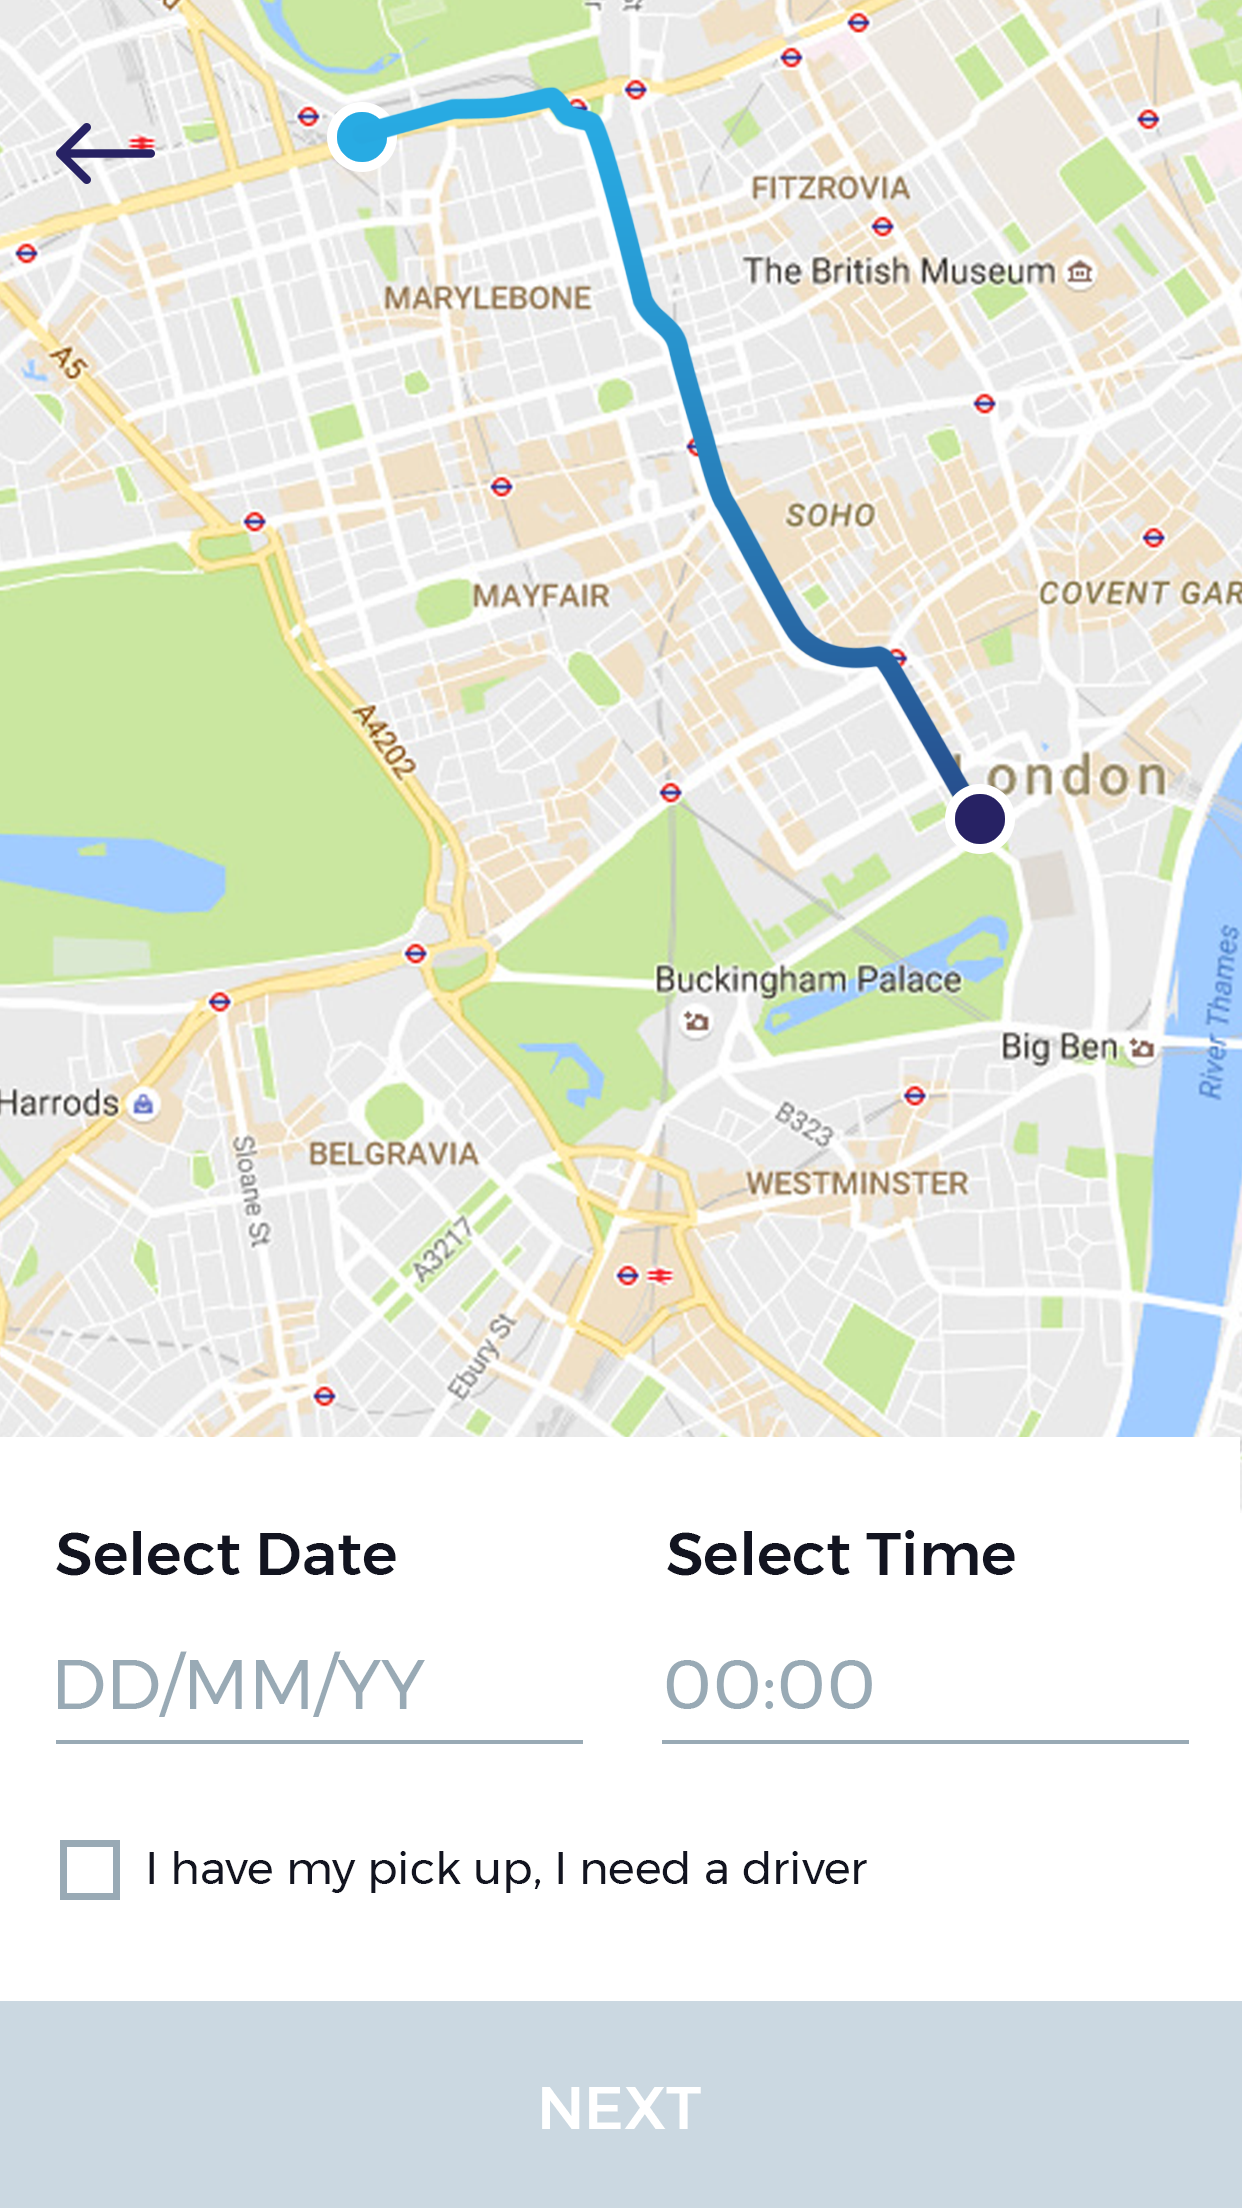 FITZROVIA
The British Museum
MARYLEBONE
A5
SOHO
MAYFAIR
COVENT GAR
A4202
London
Buckingham Palace
River Thames
Big Ben
Harrods
B323
Sloane St
BELGRAVIA
WESTMINSTER
A3217
Ebury St
Select Date
Select Time
DD/MM/YY
00:00
I have my pick up, I need a driver
NEXT